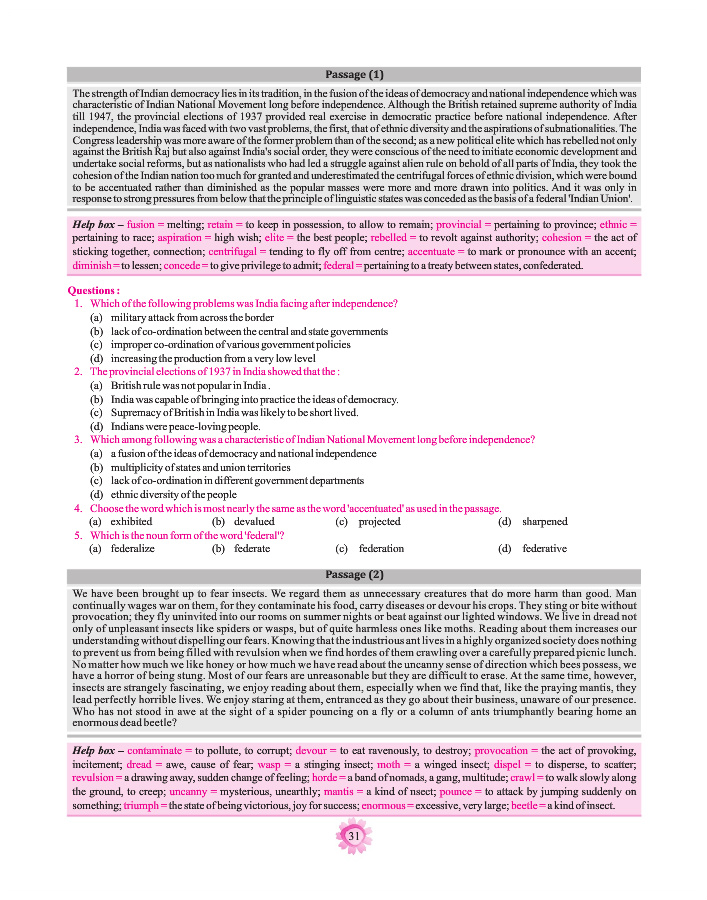 Passage (1)
The strength of Indian democracy lies in its tradition, in the fusion of the ideas of democracy and national independence which was
characteristic of Indian National Movement long before independence. Although the British retained supreme authority of India
till 1947, the provincial elections of 1937 provided real exercise in democratic practice before national independence. After
independence, India was faced with two vast problems, the first, that of ethnic diversity and the aspirations of subnationalities. The
Congress leadership was more aware of the former problem than of the second; as a new political elite which has rebelled not only
against the British Raj but also against India's social order, they were conscious of the need to initiate economic development and
undertake social reforms, but as nationalists who had led a struggle against alien rule on behold of all parts of India, they took the
cohesion of the Indian nation too much for granted and underestimated the centrifugal forces of ethnic division, which were bound
to be accentuated rather than diminished as the popular masses were more and more drawn into politics. And it was only in
response to strong pressures from below that the principle of linguistic states was conceded as the basis of a federal 'Indian Union'.
Help box – fusion = melting; retain = to keep in possession, to allow to remain; provincial = pertaining to province; ethnic =
pertaining to race; aspiration = high wish; elite = the best people; rebelled = to revolt against authority; cohesion = the act of
sticking together, connection; centrifugal = tending to fly off from centre; accentuate = to mark or pronounce with an accent;
diminish = to lessen; concede = to give privilege to admit; federal = pertaining to a treaty between states, confederated.
Questions :
1. Which of the following problems was India facing after independence?
(a) military attack from across the border
(b) lack of co-ordination between the central and state governments
(c) improper co-ordination of various government policies
(d) increasing the production from a very low level
2. The provincial elections of 1937 in India showed that the :
(a) British rule was not popular in India .
(b) India was capable of bringing into practice the ideas of democracy.
(c) Supremacy of British in India was likely to be short lived.
(d) Indians were peace-loving people.
3. Which among following was a characteristic of Indian National Movement long before independence?
(a) a fusion of the ideas of democracy and national independence
(b) multiplicity of states and union territories
(c) lack of co-ordination in different government departments
(d) ethnic diversity of the people
4. Choose the word which is most nearly the same as the word 'accentuated' as used in the passage.
(a) exhibited (b) devalued (c) projected (d) sharpened
5. Which is the noun form of the word 'federal'?
(a) federalize (b) federate (c) federation (d) federative
Passage (2)
We have been brought up to fear insects. We regard them as unnecessary creatures that do more harm than good. Man
continually wages war on them, for they contaminate his food, carry diseases or devour his crops. They sting or bite without
provocation; they fly uninvited into our rooms on summer nights or beat against our lighted windows. We live in dread not
only of unpleasant insects like spiders or wasps, but of quite harmless ones like moths. Reading about them increases our
understanding without dispelling our fears. Knowing that the industrious ant lives in a highly organized society does nothing
to prevent us from being filled with revulsion when we find hordes of them crawling over a carefully prepared picnic lunch.
No matter how much we like honey or how much we have read about the uncanny sense of direction which bees possess, we
have a horror of being stung. Most of our fears are unreasonable but they are difficult to erase. At the same time, however,
insects are strangely fascinating, we enjoy reading about them, especially when we find that, like the praying mantis, they
lead perfectly horrible lives. We enjoy staring at them, entranced as they go about their business, unaware of our presence.
Who has not stood in awe at the sight of a spider pouncing on a fly or a column of ants triumphantly bearing home an
enormous dead beetle?
Help box – contaminate = to pollute, to corrupt; devour = to eat ravenously, to destroy; provocation = the act of provoking,
incitement; dread = awe, cause of fear; wasp = a stinging insect; moth = a winged insect; dispel = to disperse, to scatter;
revulsion = a drawing away, sudden change of feeling; horde = a band of nomads, a gang, multitude; crawl = to walk slowly along
the ground, to creep; uncanny = mysterious, unearthly; mantis = a kind of nsect; pounce = to attack by jumping suddenly on
something; triumph = the state of being victorious, joy for success; enormous = excessive, very large; beetle = a kind of insect.
31